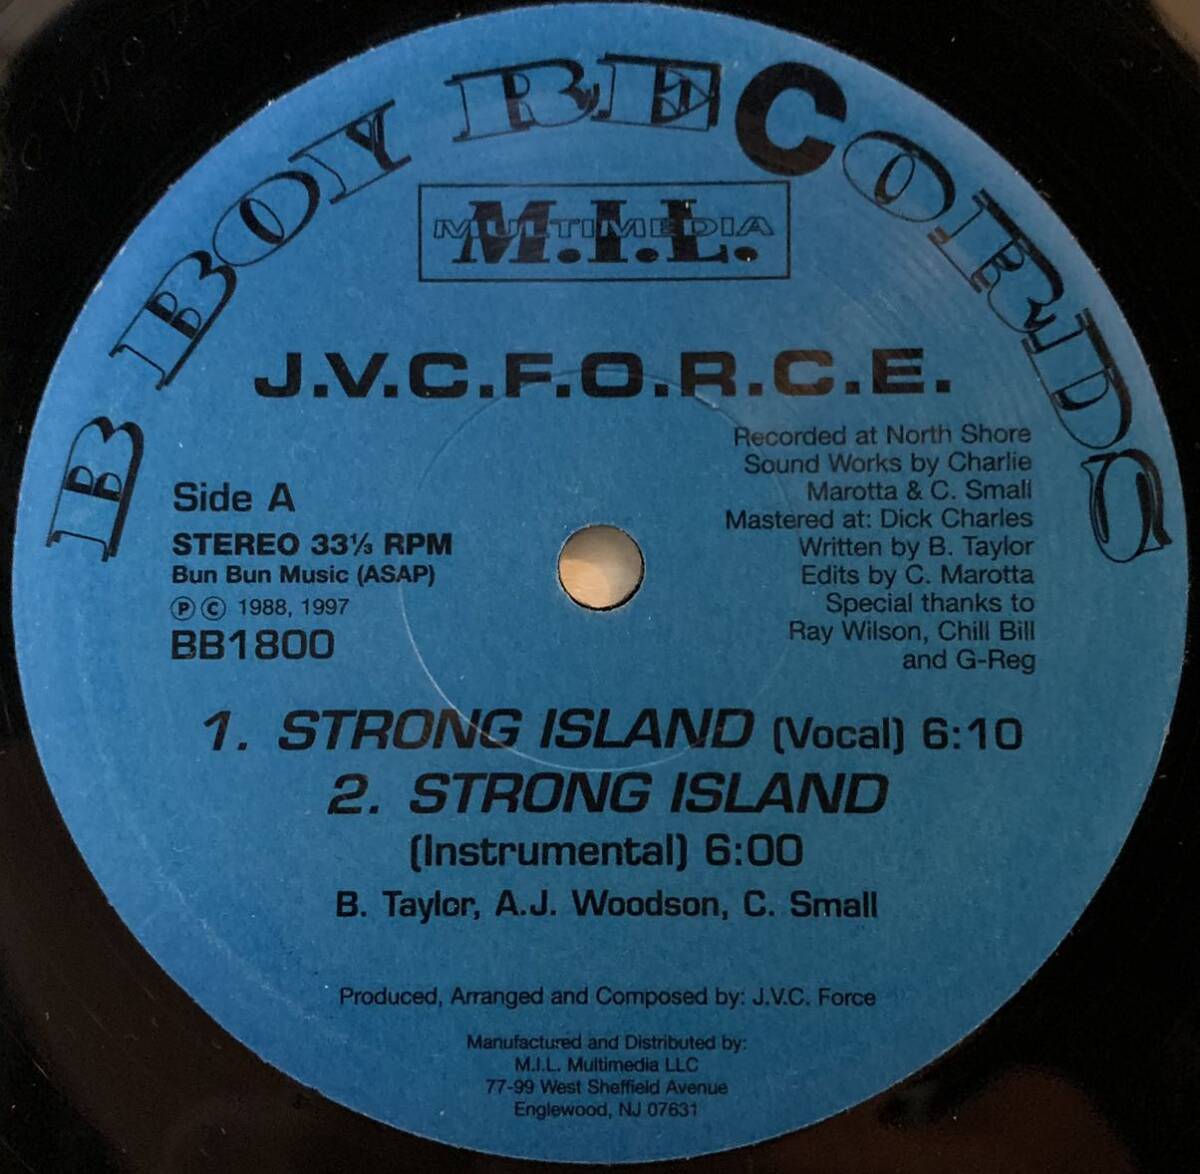 B BOY RECORDS
M.I.L.
MULTIMEDIA
J.V.C.F.O.R.C.E.
Recorded at North Shore
Sound Works by Charlie
Marotta & C. Small
Mastered at: Dick Charles
Written by B. Taylor
Edits by C. Marotta
Special thanks to
Ray Wilson, Chill Bill
and G-Reg
Side A
STEREO 33⅓ RPM
Bun Bun Music (ASAP)
Ⓟ Ⓒ 1988, 1997
BB1800
1. STRONG ISLAND (Vocal) 6:10
2. STRONG ISLAND
(Instrumental) 6:00
B. Taylor, A.J. Woodson, C. Small
Produced, Arranged and Composed by: J.V.C. Force
Manufactured and Distributed by:
M.I.L. Multimedia LLC
77-99 West Sheffield Avenue
Englewood, NJ 07631